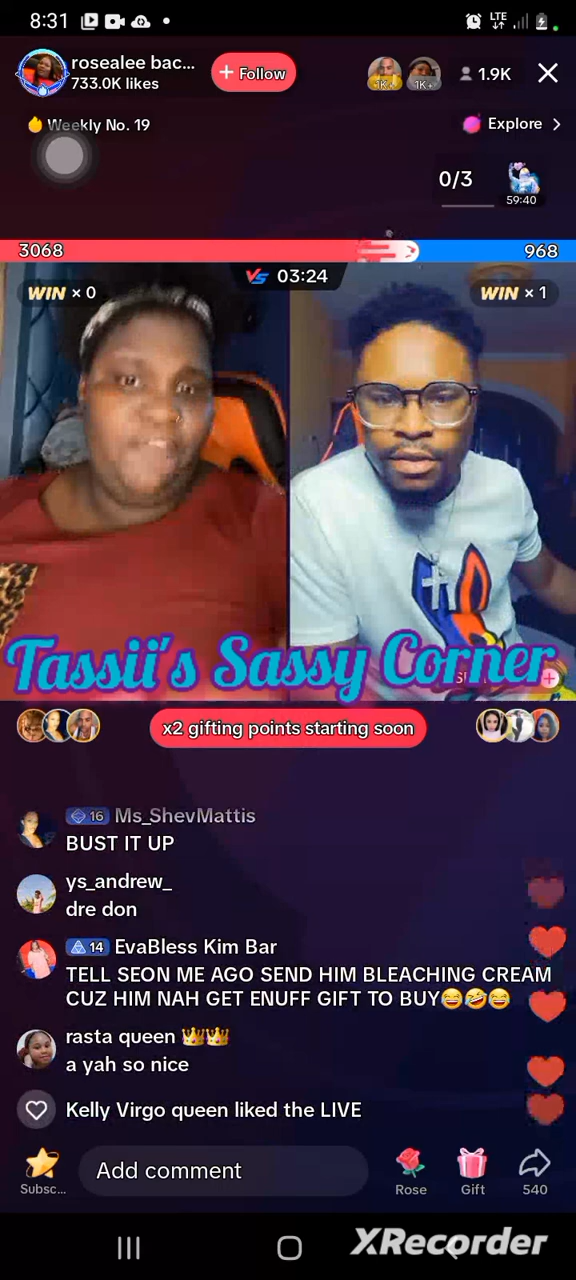 8:31
LTE
rosealee bac...
733.0K likes
+ Follow
1K+
1K+
1.9K
Weekly No. 19
Explore
0/3
59:40
3068
968
VS 03:24
WIN × 0
WIN × 1
Tassii's Sassy Corner
x2 gifting points starting soon
16 Ms_ShevMattis
BUST IT UP
ys_andrew_
dre don
14 EvaBless Kim Bar
TELL SEON ME AGO SEND HIM BLEACHING CREAM
CUZ HIM NAH GET ENUFF GIFT TO BUY😂🤣😂
rasta queen 👑👑
a yah so nice
Kelly Virgo queen liked the LIVE
Subsc...
Add comment
Rose
Gift
540
XRecorder